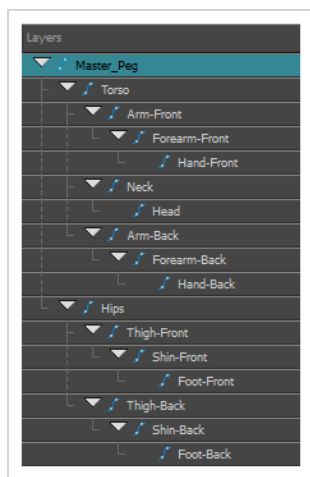 Layers
Master_Peg
Torso
Arm-Front
Forearm-Front
Hand-Front
Neck
Head
Arm-Back
Forearm-Back
Hand-Back
Hips
Thigh-Front
Shin-Front
Foot-Front
Thigh-Back
Shin-Back
Foot-Back